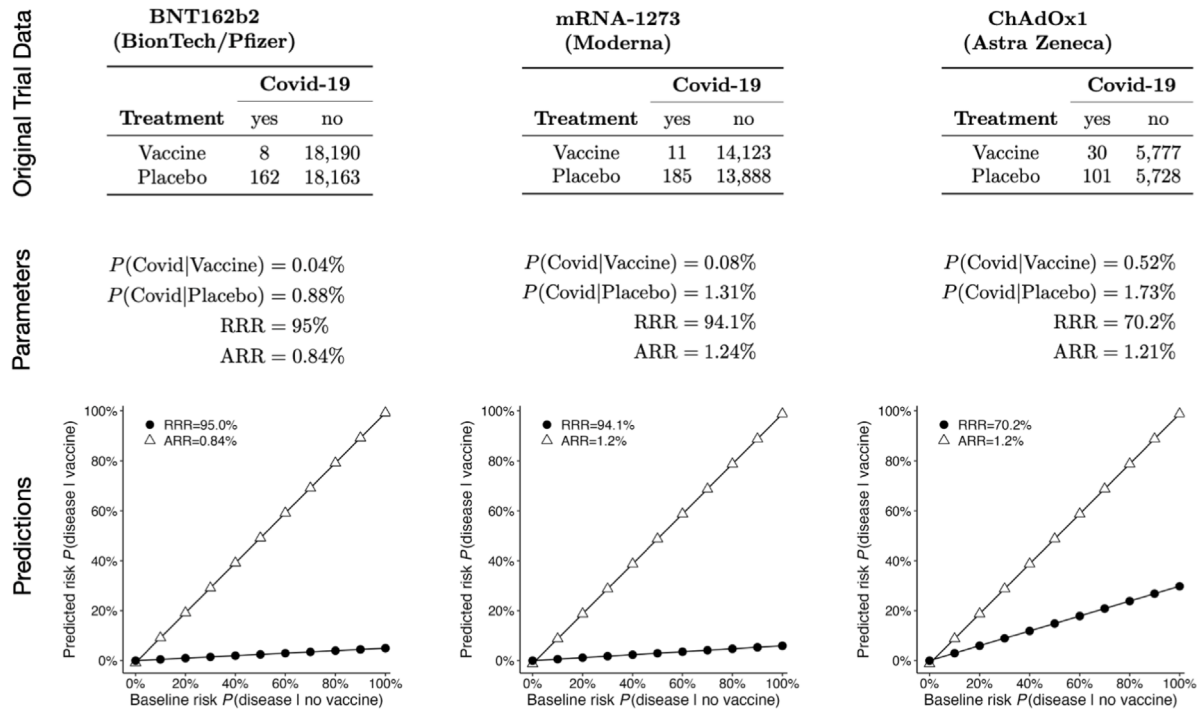 Original Trial Data
BNT162b2
(BionTech/Pfizer)
Covid-19
Treatment yes no
Vaccine 8 18,190
Placebo 162 18,163
mRNA-1273
(Moderna)
Covid-19
Treatment yes no
Vaccine 11 14,123
Placebo 185 13,888
ChAdOx1
(Astra Zeneca)
Covid-19
Treatment yes no
Vaccine 30 5,777
Placebo 101 5,728
Parameters
P(Covid|Vaccine) = 0.04%
P(Covid|Placebo) = 0.88%
RRR = 95%
ARR = 0.84%
P(Covid|Vaccine) = 0.08%
P(Covid|Placebo) = 1.31%
RRR = 94.1%
ARR = 1.24%
P(Covid|Vaccine) = 0.52%
P(Covid|Placebo) = 1.73%
RRR = 70.2%
ARR = 1.21%
Predictions
Predicted risk P(disease | vaccine)
100%
80%
60%
40%
20%
0%
RRR=95.0%
ARR=0.84%
0% 20% 40% 60% 80% 100%
Baseline risk P(disease | no vaccine)
Predicted risk P(disease | vaccine)
100%
80%
60%
40%
20%
0%
RRR=94.1%
ARR=1.2%
0% 20% 40% 60% 80% 100%
Baseline risk P(disease | no vaccine)
Predicted risk P(disease | vaccine)
100%
80%
60%
40%
20%
0%
RRR=70.2%
ARR=1.2%
0% 20% 40% 60% 80% 100%
Baseline risk P(disease | no vaccine)